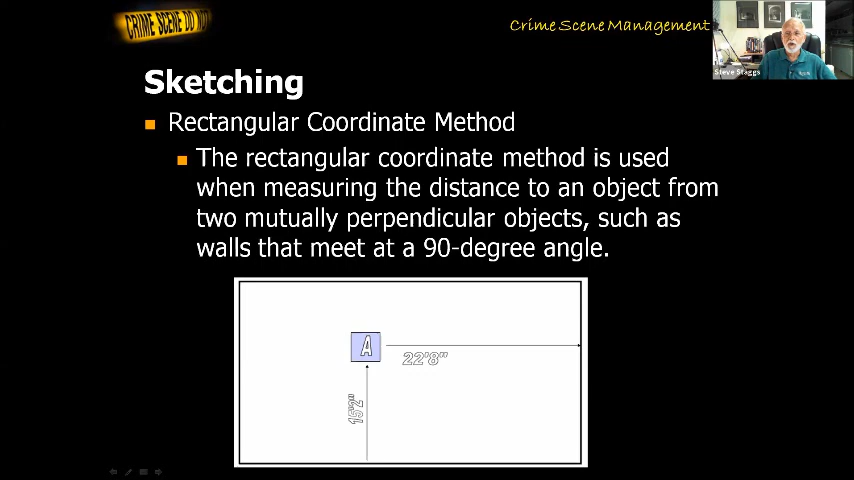 CRIME SCENE DO NOT
Crime Scene Management
Steve Staggs
Sketching
Rectangular Coordinate Method
The rectangular coordinate method is used
when measuring the distance to an object from
two mutually perpendicular objects, such as
walls that meet at a 90-degree angle.
A
22'8"
15'2"